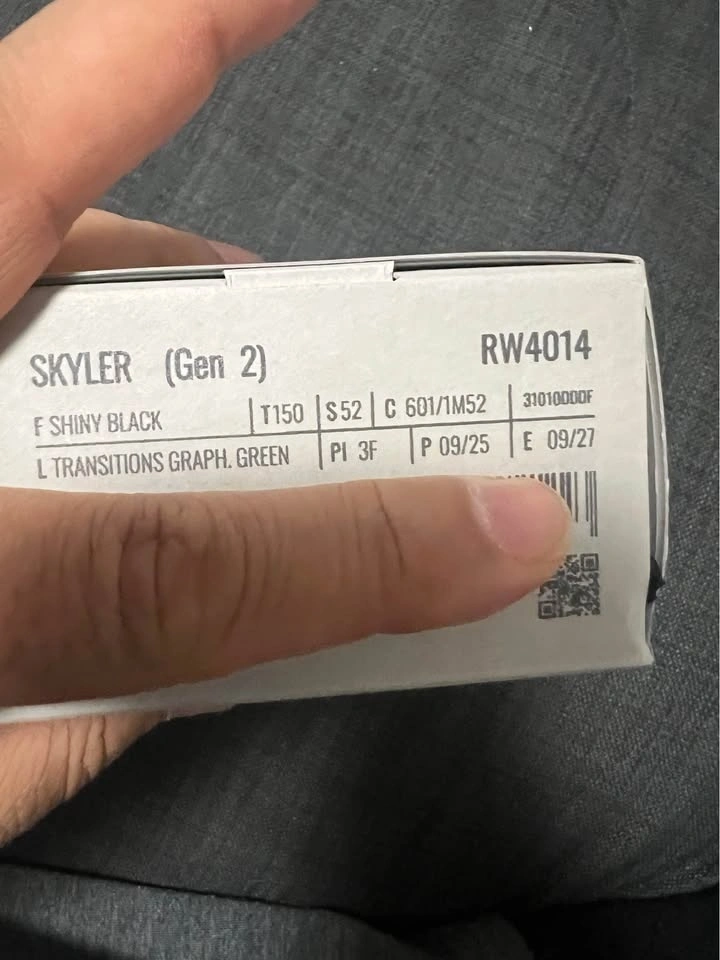 SKYLER (Gen 2) RW4014
F SHINY BLACK T150 S52 C 601/1M52 31010000F
L TRANSITIONS GRAPH. GREEN PI 3F P 09/25 E 09/27